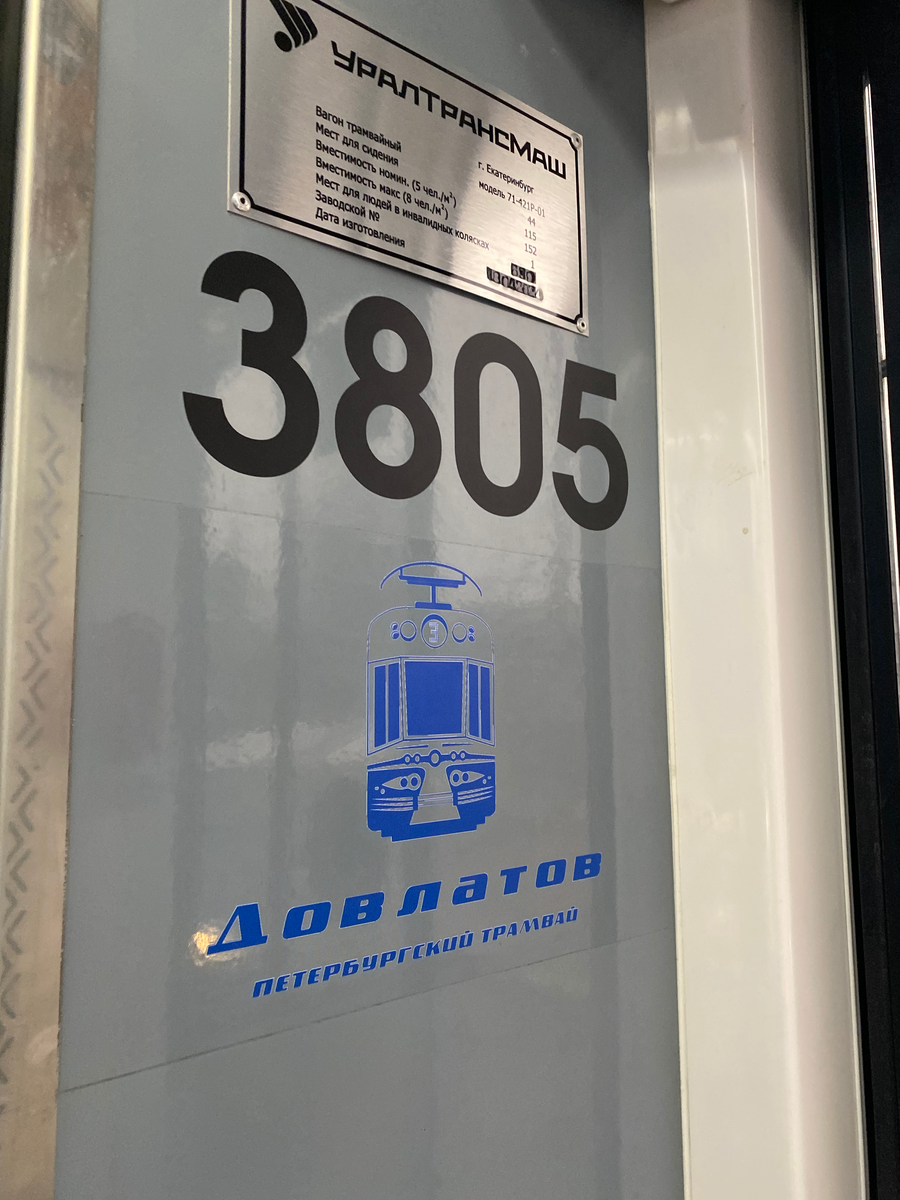 УРАЛТРАНСМАШ
г. Екатеринбург
Вагон трамвайный модель 71-421Р-01
Мест для сидения 44
Вместимость номин. (5 чел./м²) 115
Вместимость макс (8 чел./м²) 152
Мест для людей в инвалидных колясках 1
Заводской №
Дата изготовления
3805
3
Довлатов
ПЕТЕРБУРГСКИЙ ТРАМВАЙ